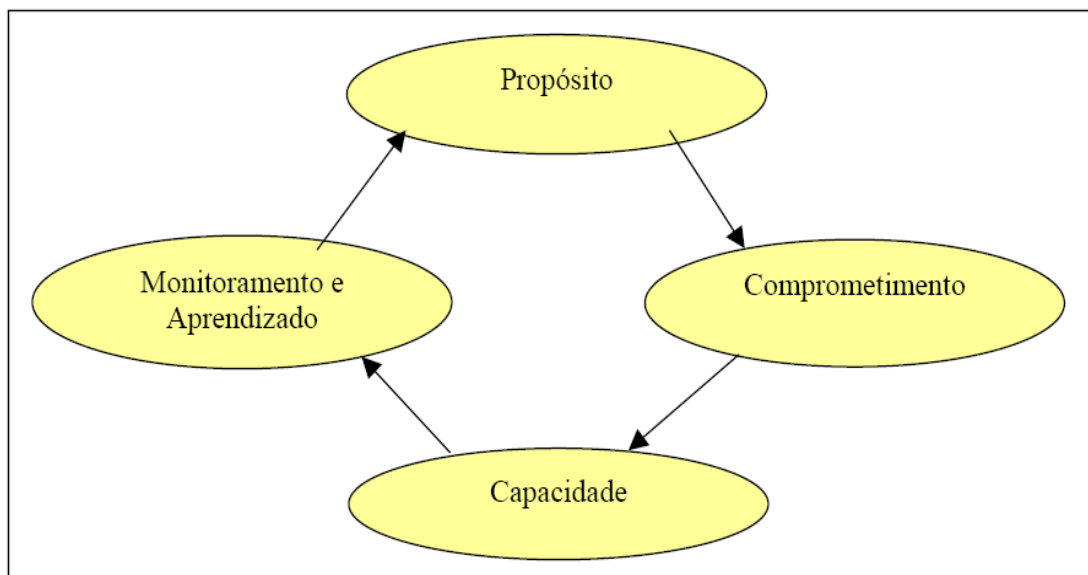 Propósito
Comprometimento
Monitoramento e
Aprendizado
Capacidade